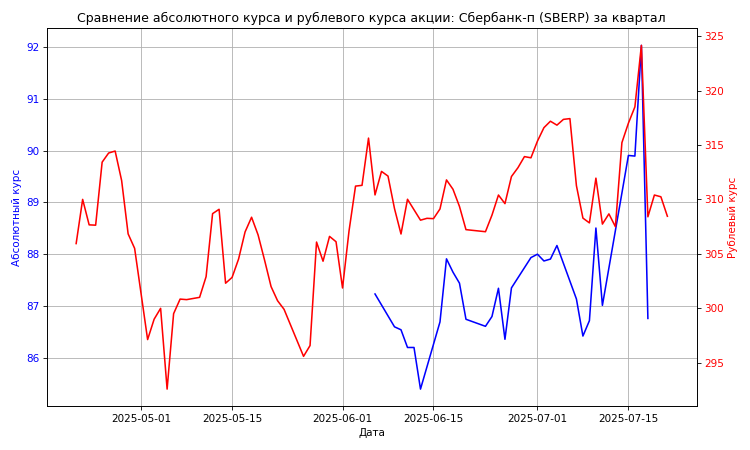 Сравнение абсолютного курса и рублевого курса акции: Сбербанк-п (SBERP) за квартал
Абсолютный курс
92
91
90
89
88
87
86
325
320
315
310
305
300
295
Рублевый курс
2025-05-01 2025-05-15 2025-06-01 2025-06-15 2025-07-01 2025-07-15
Дата